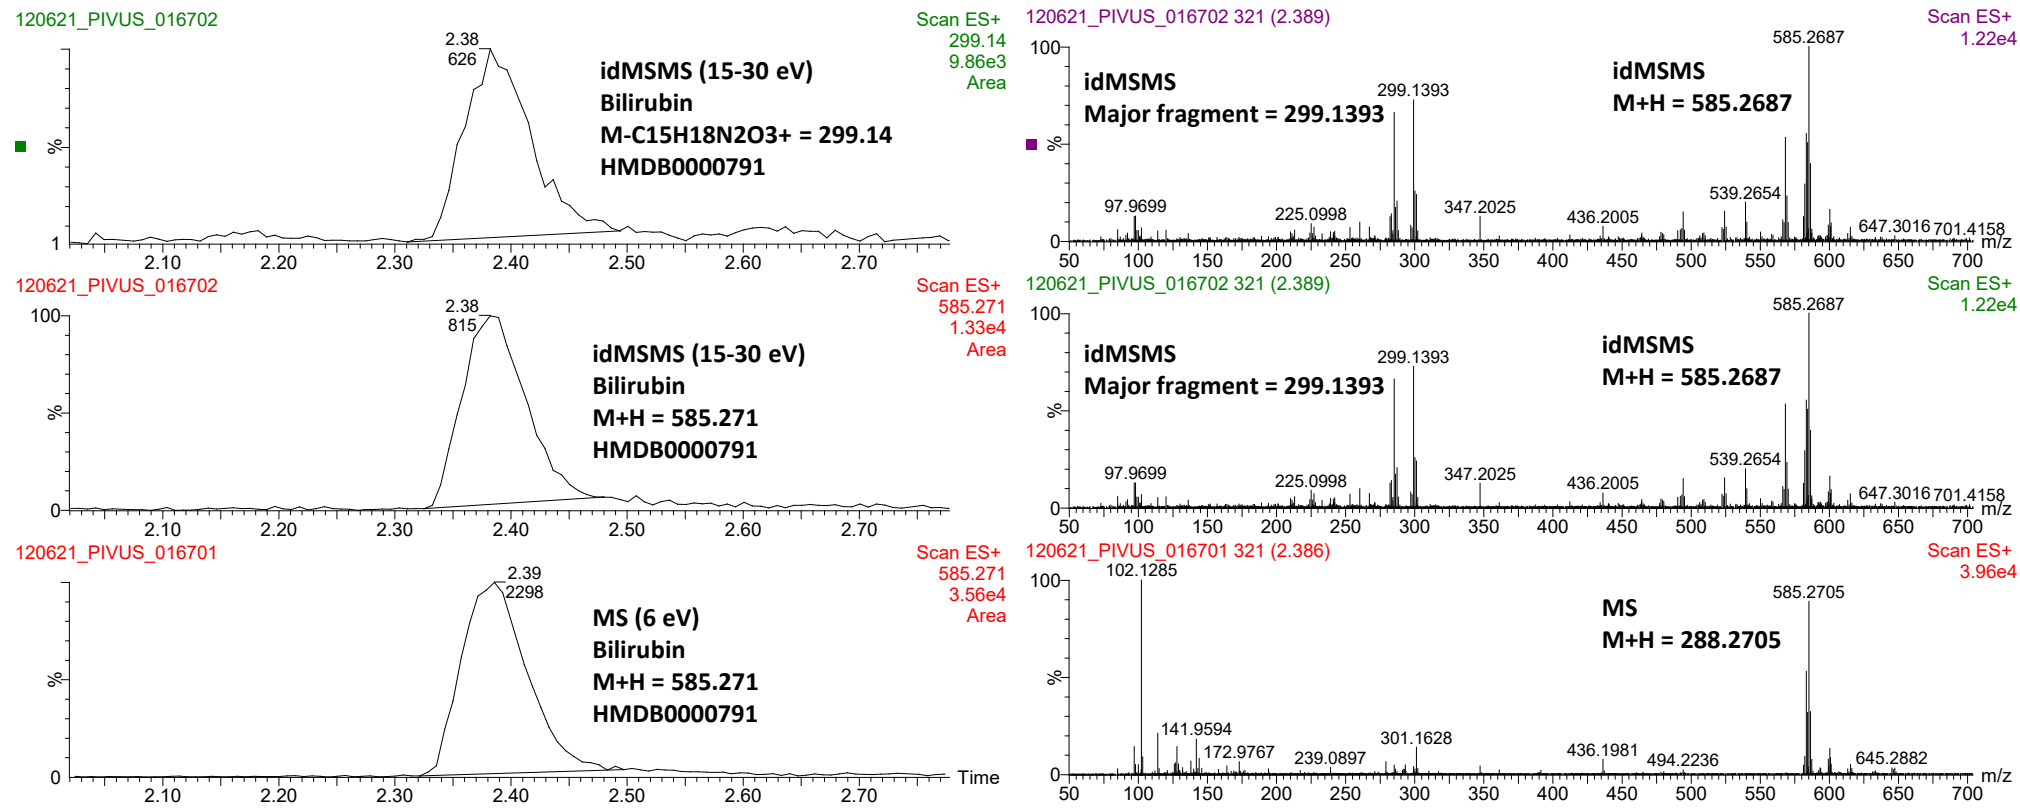 120621_PIVUS_016702
Scan ES+
299.14
9.86e3
Area
2.38
626
idMSMS (15-30 eV)
Bilirubin
M-C15H18N2O3+ = 299.14
HMDB0000791
%
1
2.10 2.20 2.30 2.40 2.50 2.60 2.70
120621_PIVUS_016702
Scan ES+
585.271
1.33e4
Area
2.38
815
idMSMS (15-30 eV)
Bilirubin
M+H = 585.271
HMDB0000791
100
%
0
2.10 2.20 2.30 2.40 2.50 2.60 2.70
120621_PIVUS_016701
Scan ES+
585.271
3.56e4
Area
2.39
2298
MS (6 eV)
Bilirubin
M+H = 585.271
HMDB0000791
%
0
Time
2.10 2.20 2.30 2.40 2.50 2.60 2.70
120621_PIVUS_016702 321 (2.389)
Scan ES+
1.22e4
100
%
0
idMSMS
Major fragment = 299.1393
idMSMS
M+H = 585.2687
585.2687
299.1393
97.9699
225.0998
347.2025
436.2005
539.2654
647.3016
701.4158
m/z
50 100 150 200 250 300 350 400 450 500 550 600 650 700
120621_PIVUS_016702 321 (2.389)
Scan ES+
1.22e4
100
%
0
idMSMS
Major fragment = 299.1393
idMSMS
M+H = 585.2687
585.2687
299.1393
97.9699
225.0998
347.2025
436.2005
539.2654
647.3016
701.4158
m/z
50 100 150 200 250 300 350 400 450 500 550 600 650 700
120621_PIVUS_016701 321 (2.386)
Scan ES+
3.96e4
100
%
0
102.1285
585.2705
MS
M+H = 288.2705
141.9594
172.9767
239.0897
301.1628
436.1981
494.2236
645.2882
m/z
50 100 150 200 250 300 350 400 450 500 550 600 650 700